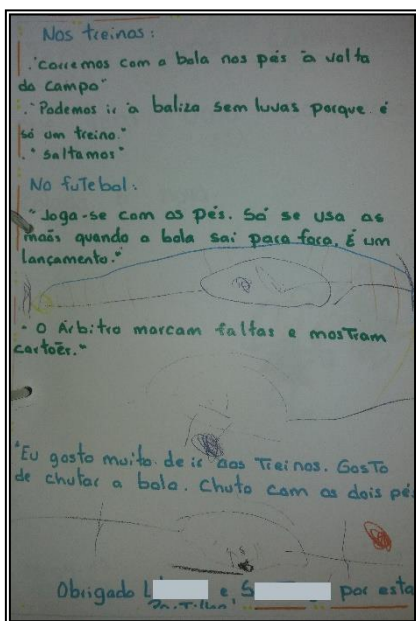 Nos treinos:
."Corremos com a bola nos pés à volta
do campo"
."Podemos ir à baliza sem luvas porque é
só um treino."
."Saltamos"
No fuTebol:
"Joga-se com os pés. Só se usa as
maõs quando a bola sai para fora. É um
lançamento."
- O Árbitro marcam faltas e mosTram
cartões."
"Eu gosto muito de ir aos Treinos. GosTo
de chutar a bola. Chuto com os dois pé
Obrigado L e S por esta